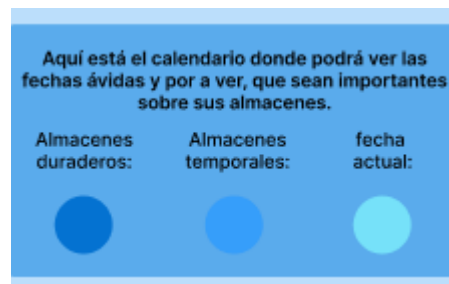 Aquí está el calendario donde podrá ver las
fechas ávidas y por a ver, que sean importantes
sobre sus almacenes.
Almacenes duraderos:
Almacenes temporales:
fecha actual: